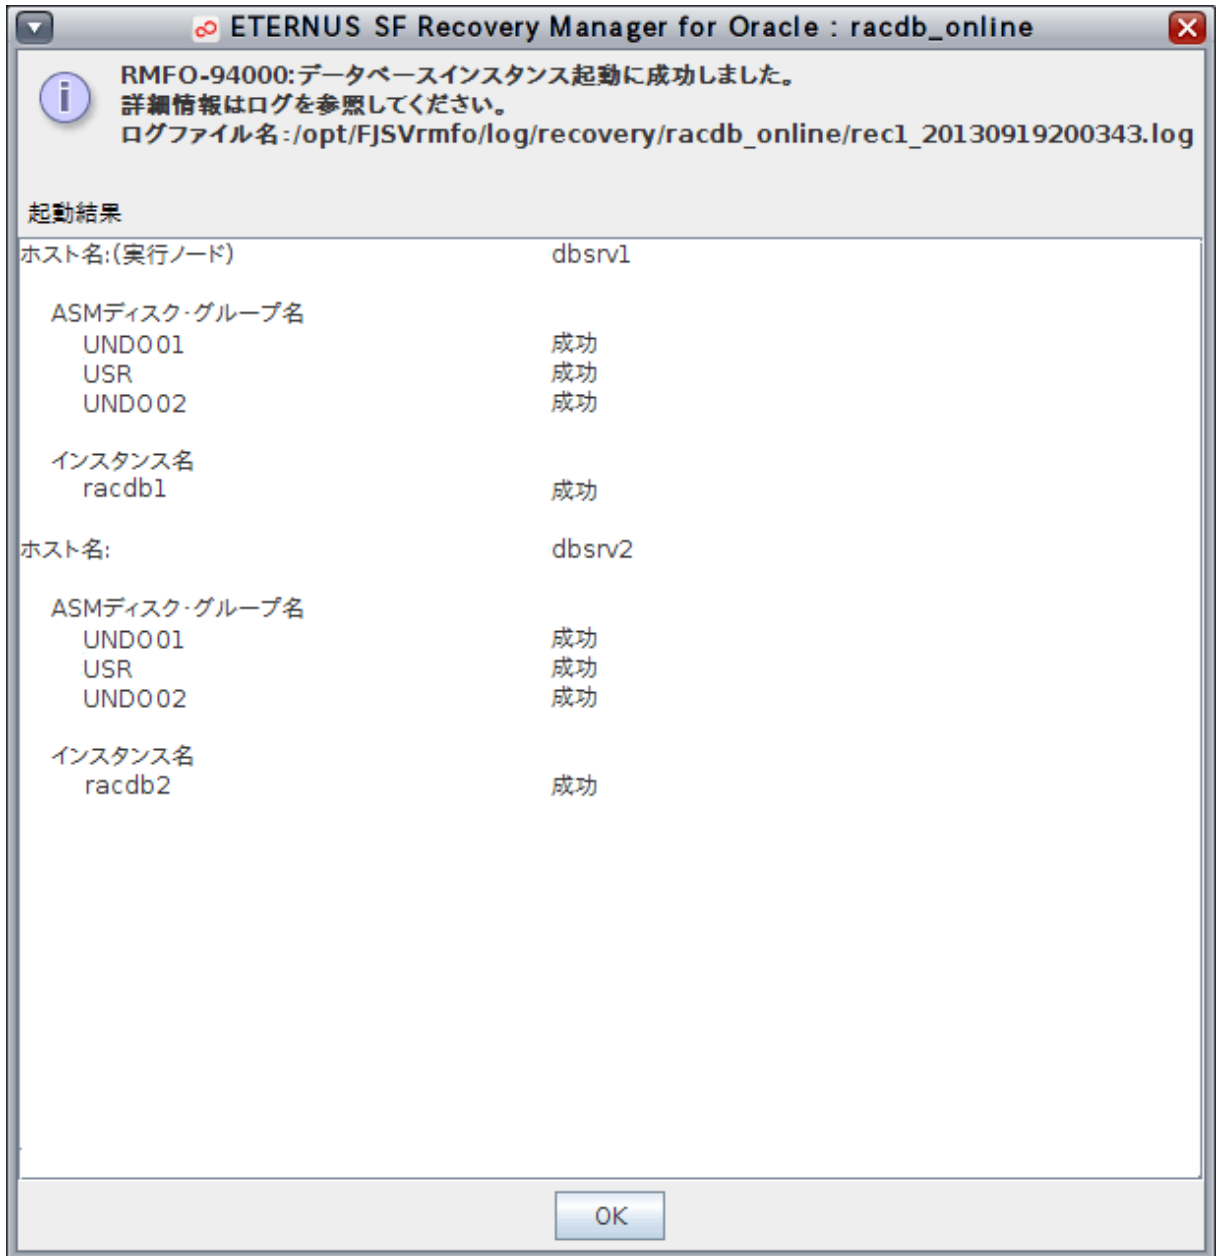 ETERNUS SF Recovery Manager for Oracle : racdb_online
RMFO-94000:データベースインスタンス起動に成功しました。
詳細情報はログを参照してください。
ログファイル名:/opt/FJSVrmfo/log/recovery/racdb_online/rec1_20130919200343.log
起動結果
ホスト名:(実行ノード) dbsrv1
ASMディスク・グループ名
UNDO01 成功
USR 成功
UNDO02 成功
インスタンス名
racdb1 成功
ホスト名: dbsrv2
ASMディスク・グループ名
UNDO01 成功
USR 成功
UNDO02 成功
インスタンス名
racdb2 成功
OK